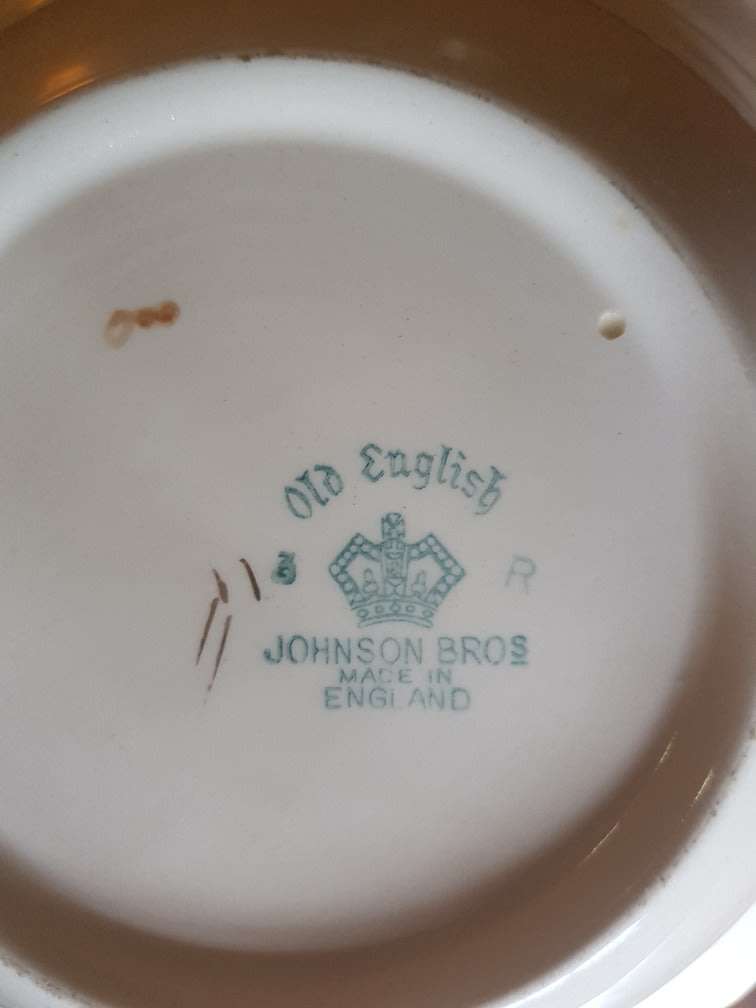 Old English
3 R
JOHNSON BROS
MADE IN
ENGLAND